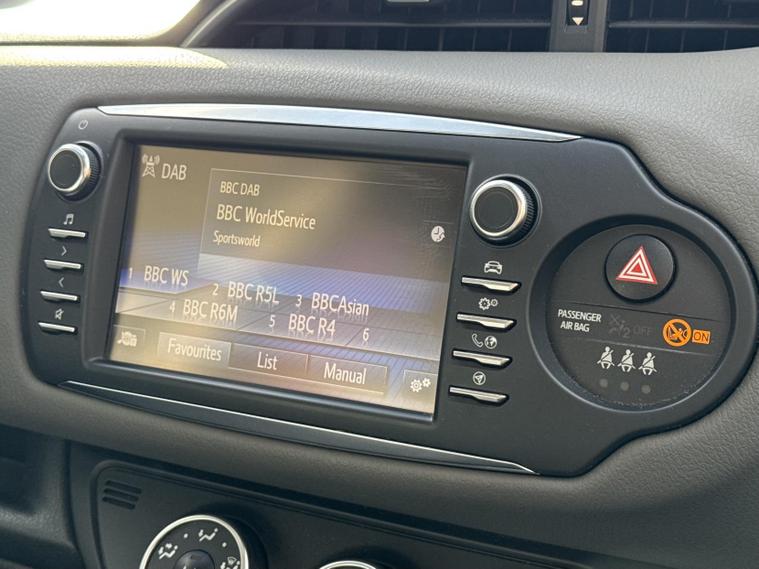 DAB
BBC DAB
BBC WorldService
Sportsworld
1 BBC WS 2 BBC R5L 3 BBCAsian
4 BBC R6M 5 BBC R4 6
Favourites List Manual
PASSENGER
AIR BAG
2 OFF
ON